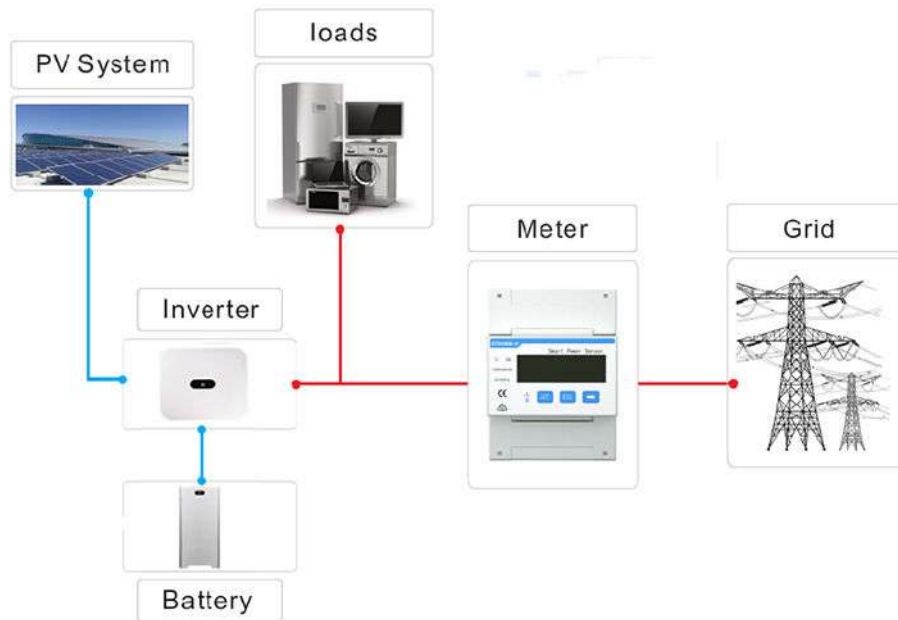 loads
PV System
Meter
Grid
Inverter
Smart Power Sensor
CE
Battery